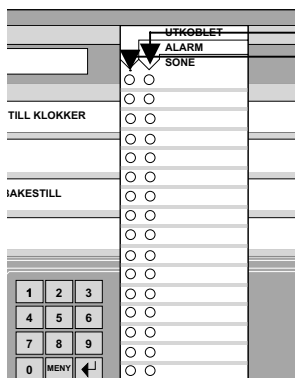 UTKOBLET
ALARM
SONE
TILL KLOKKER
BAKESTILL
1 2 3
4 5 6
7 8 9
0 MENY